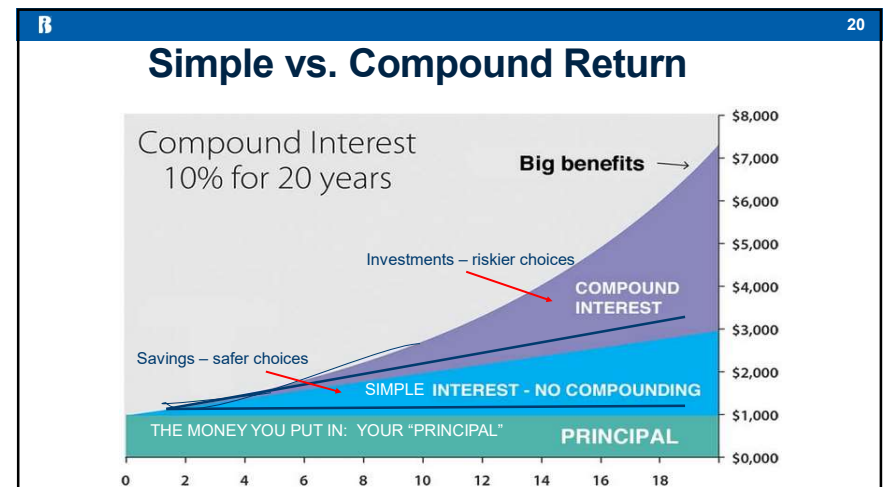 B
20
Simple vs. Compound Return
Compound Interest
10% for 20 years
Big benefits
Investments – riskier choices
COMPOUND
INTEREST
Savings – safer choices
SIMPLE INTEREST - NO COMPOUNDING
THE MONEY YOU PUT IN: YOUR “PRINCIPAL”
PRINCIPAL
$8,000
$7,000
$6,000
$5,000
$4,000
$3,000
$2,000
$1,000
$0,000
0 2 4 6 8 10 12 14 16 18